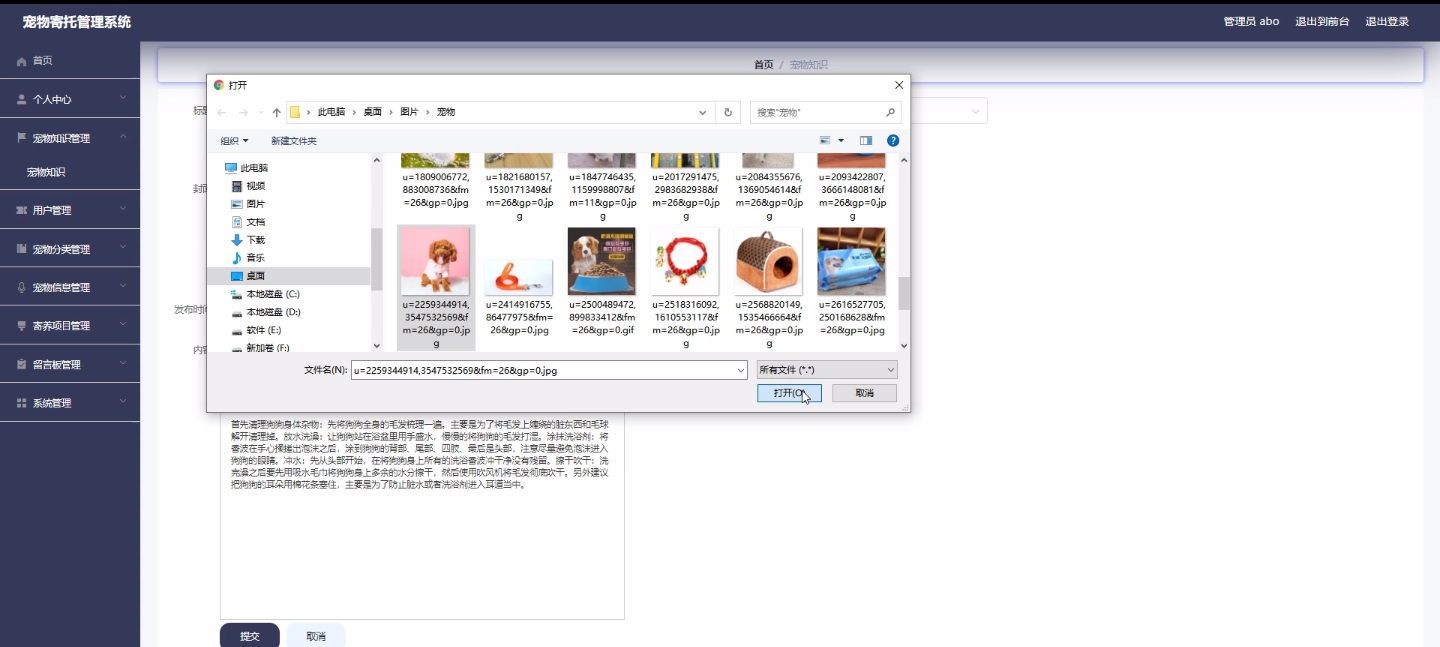 宠物寄托管理系统
管理员 abo
退出到前台
退出登录
首页
个人中心
宠物知识管理
宠物知识
用户管理
宠物分类管理
宠物信息管理
寄养项目管理
留言板管理
系统管理
首页 / 宠物知识
标题
发布时间
打开
此电脑 › 桌面 › 图片 › 宠物
搜索"宠物"
组织
新建文件夹
此电脑
视频
图片
文档
下载
音乐
桌面
本地磁盘 (C:)
本地磁盘 (D:)
软件 (E:)
新加卷 (F:)
u=1809006772,
883008736&fm
=26&gp=0.jpg
u=1821680157,
1530171349&f
m=26&gp=0.jp
g
u=1847746435,
1159998807&f
m=11&gp=0.jp
g
u=2017291475,
2983682938&f
m=26&gp=0.jp
g
u=2084355676,
1369054614&f
m=26&gp=0.jp
g
u=2093422807,
3666148081&f
m=26&gp=0.jp
g
u=2259344914,
3547532569&f
m=26&gp=0.jp
g
u=2414916755,
864779758&fm=
26&gp=0.jpg
u=2500489472,
899833412&fm
=26&gp=0.gif
u=2518316092,
1610553117&f
m=26&gp=0.jp
g
u=2568820149,
1535466664&f
m=26&gp=0.jp
g
u=2616527705,
250168628&fm
=26&gp=0.jpg
文件名(N):
u=2259344914,3547532569&fm=26&gp=0.jpg
所有文件 (*.*)
打开(O)
取消
首先清理狗狗身体杂物：先将狗狗全身的毛发梳理一遍。主要是为了将毛发上缠绕的脏东西和毛球
解开清理掉。放水洗澡：让狗狗站在浴盆里用手盛水，慢慢的将狗狗的毛发打湿。涂抹洗浴剂：将
香波在手心揉搓出泡沫之后，涂到狗狗的背部、尾部、四肢、最后是头部，注意尽量避免泡沫进入
狗狗的眼睛。冲水：先从头部开始，在将狗狗身上所有的洗浴香波冲干净没有残留。擦干吹干：洗
完澡之后要先用吸水毛巾将狗狗身上多余的水分擦干，然后使用吹风机将毛发彻底吹干。另外建议
把狗狗的耳朵用棉花条塞住，主要是为了防止脏水或者洗浴剂进入耳道当中。
提交
取消